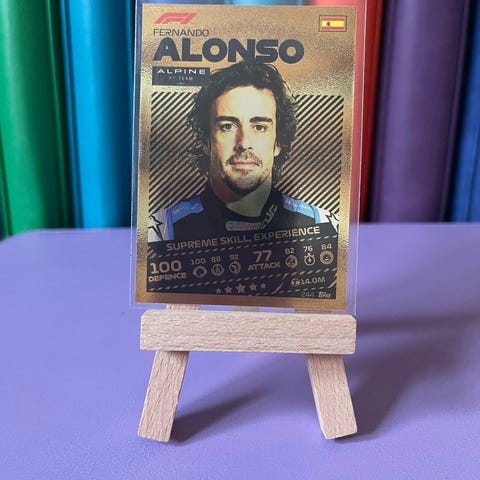 F1
FERNANDO
ALONSO
ALPINE
F1 TEAM
SUPREME SKILL, EXPERIENCE
100 100 88 92 77 82 76 84
DEFENCE ATTACK
14.0M
244 Topps